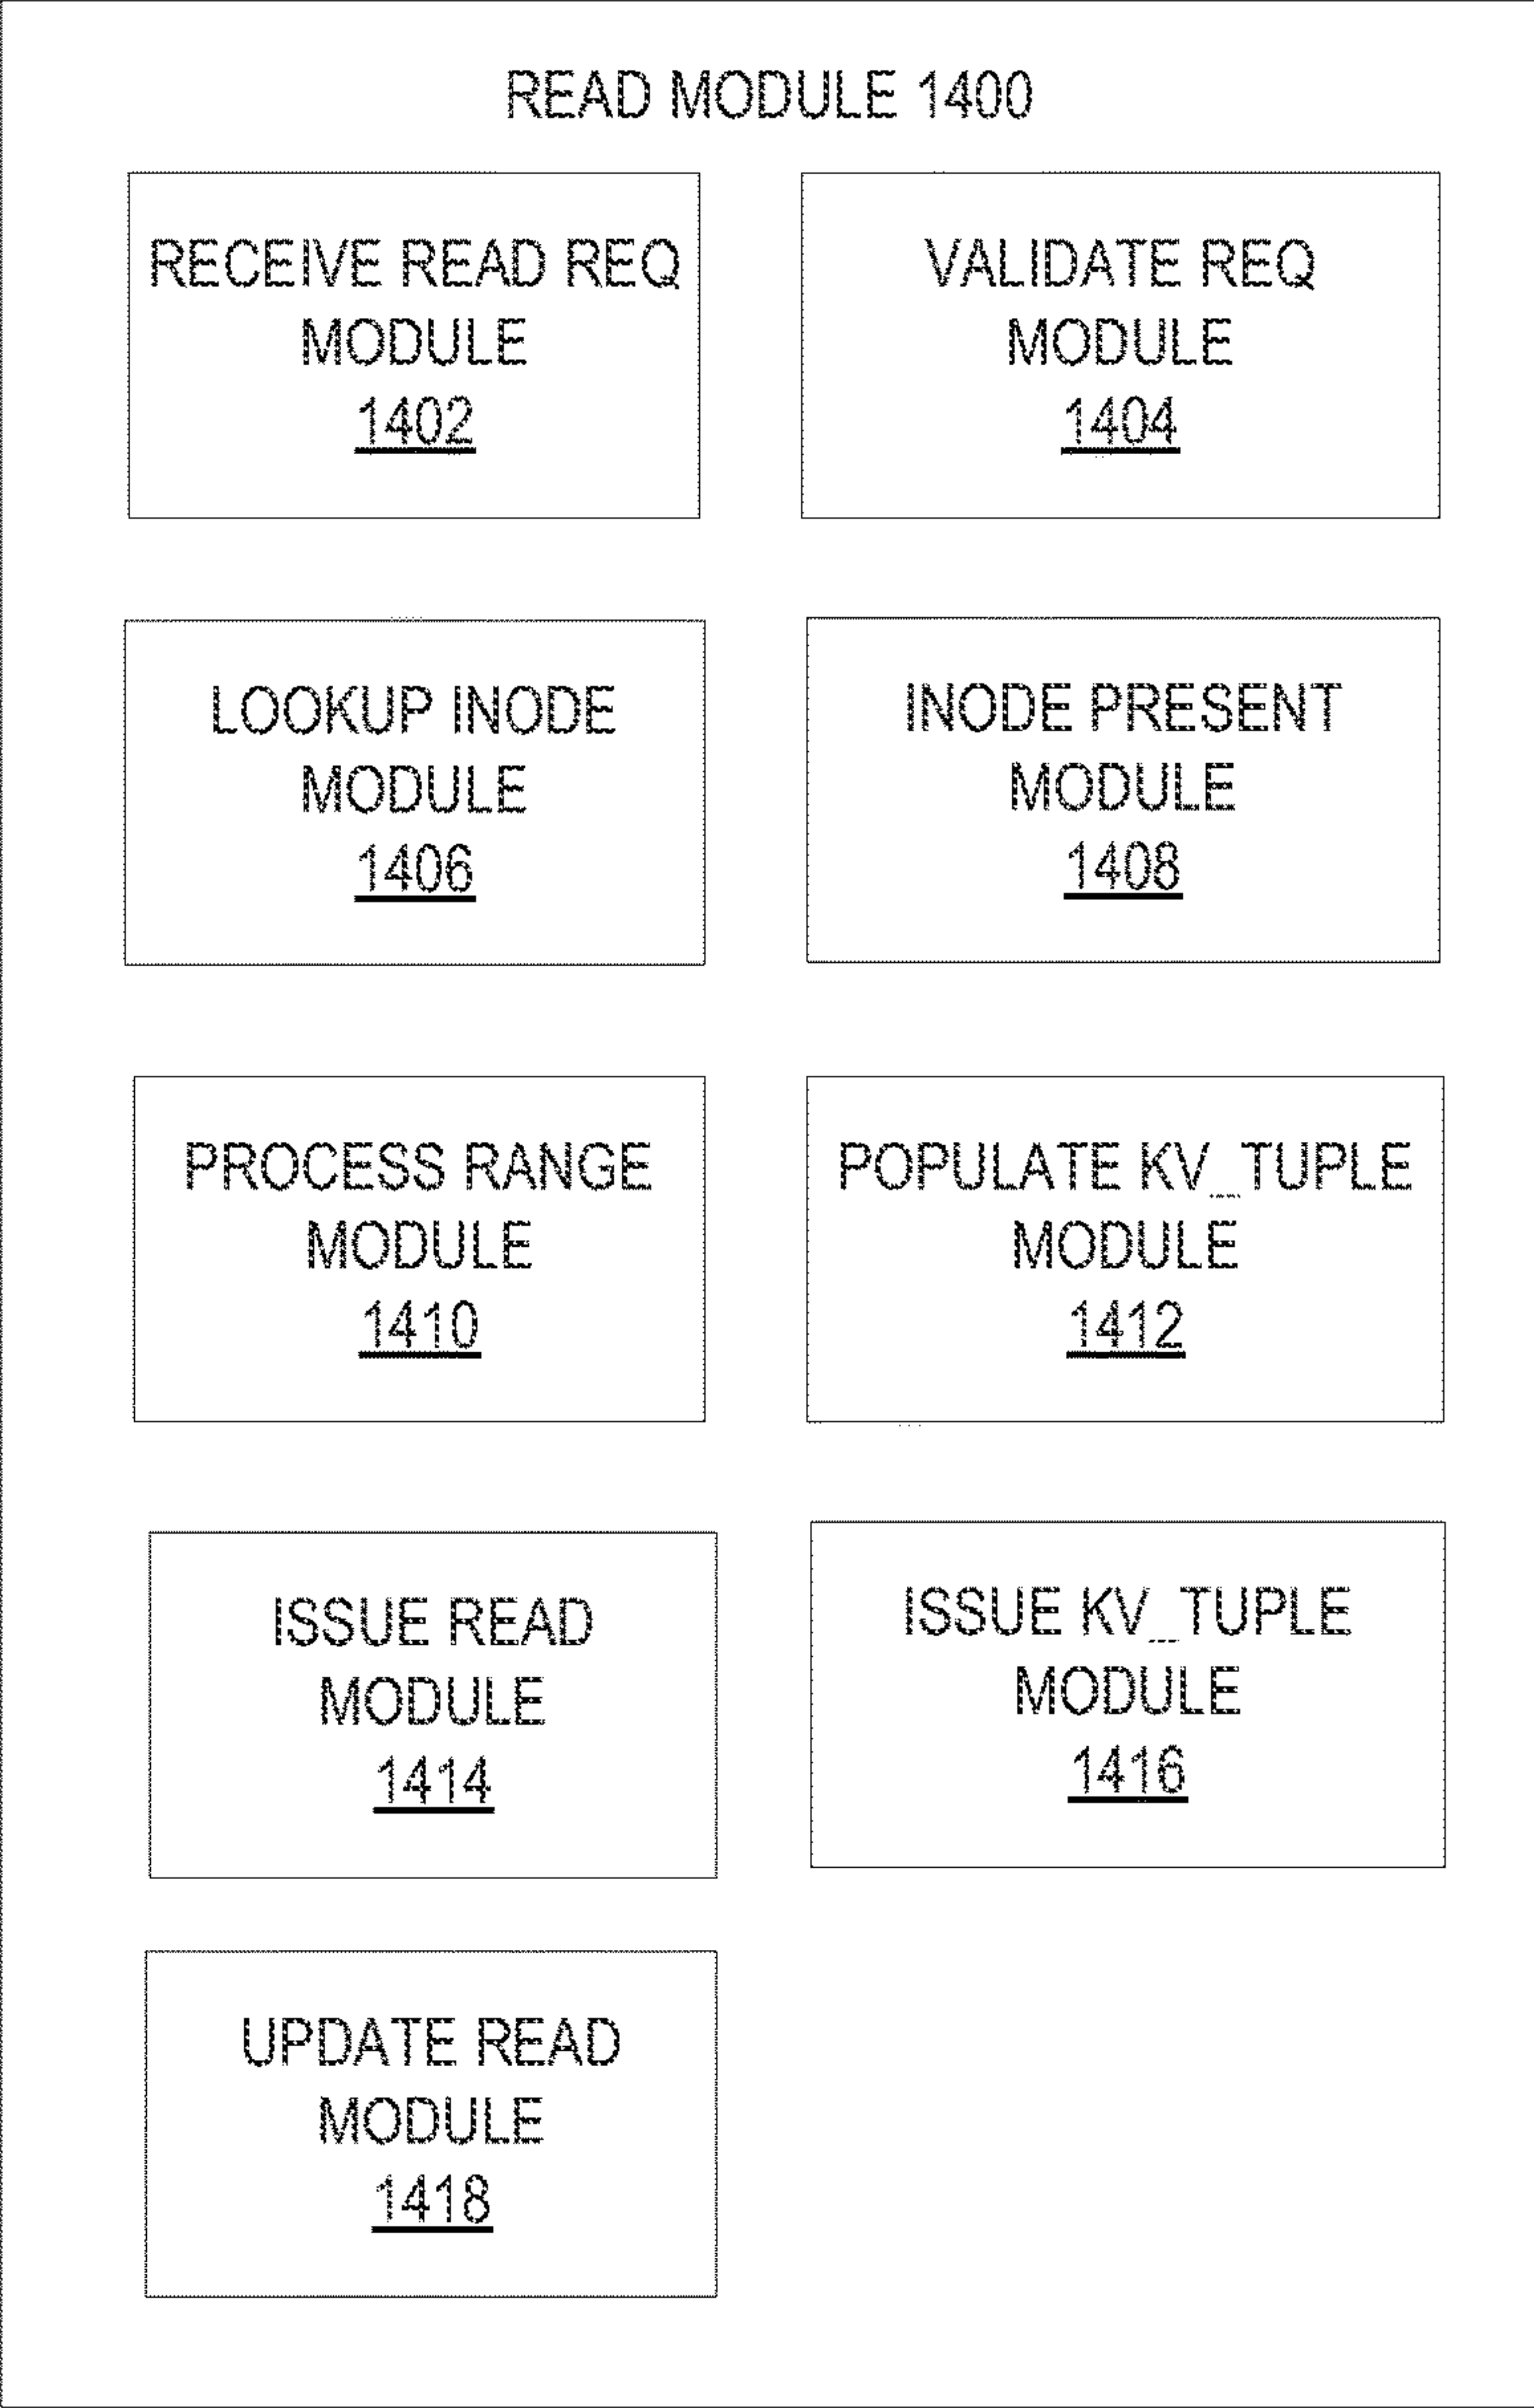 READ MODULE 1400
RECEIVE READ REQ
MODULE
1402
VALIDATE REQ
MODULE
1404
LOOKUP INODE
MODULE
1406
INODE PRESENT
MODULE
1408
PROCESS RANGE
MODULE
1410
POPULATE KV_TUPLE
MODULE
1412
ISSUE READ
MODULE
1414
ISSUE KV_TUPLE
MODULE
1416
UPDATE READ
MODULE
1418